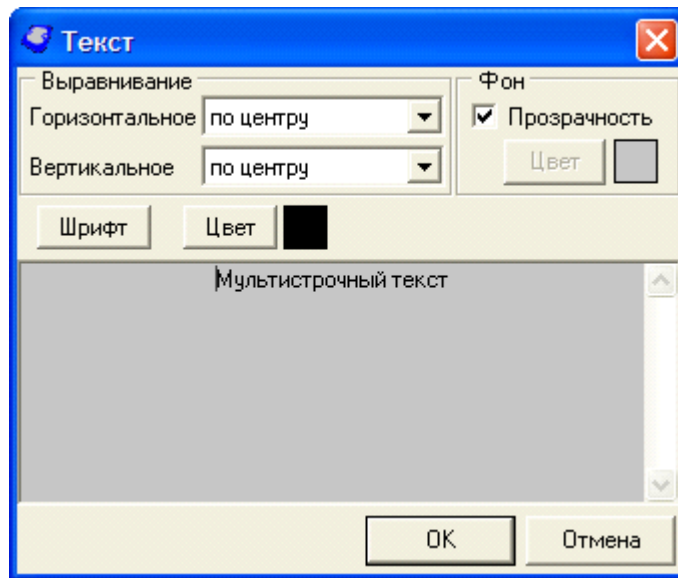 Текст
Выравнивание
Фон
Горизонтальное по центру
Прозрачность
Вертикальное по центру
Цвет
Шрифт Цвет
Мультистрочный текст
OK Отмена